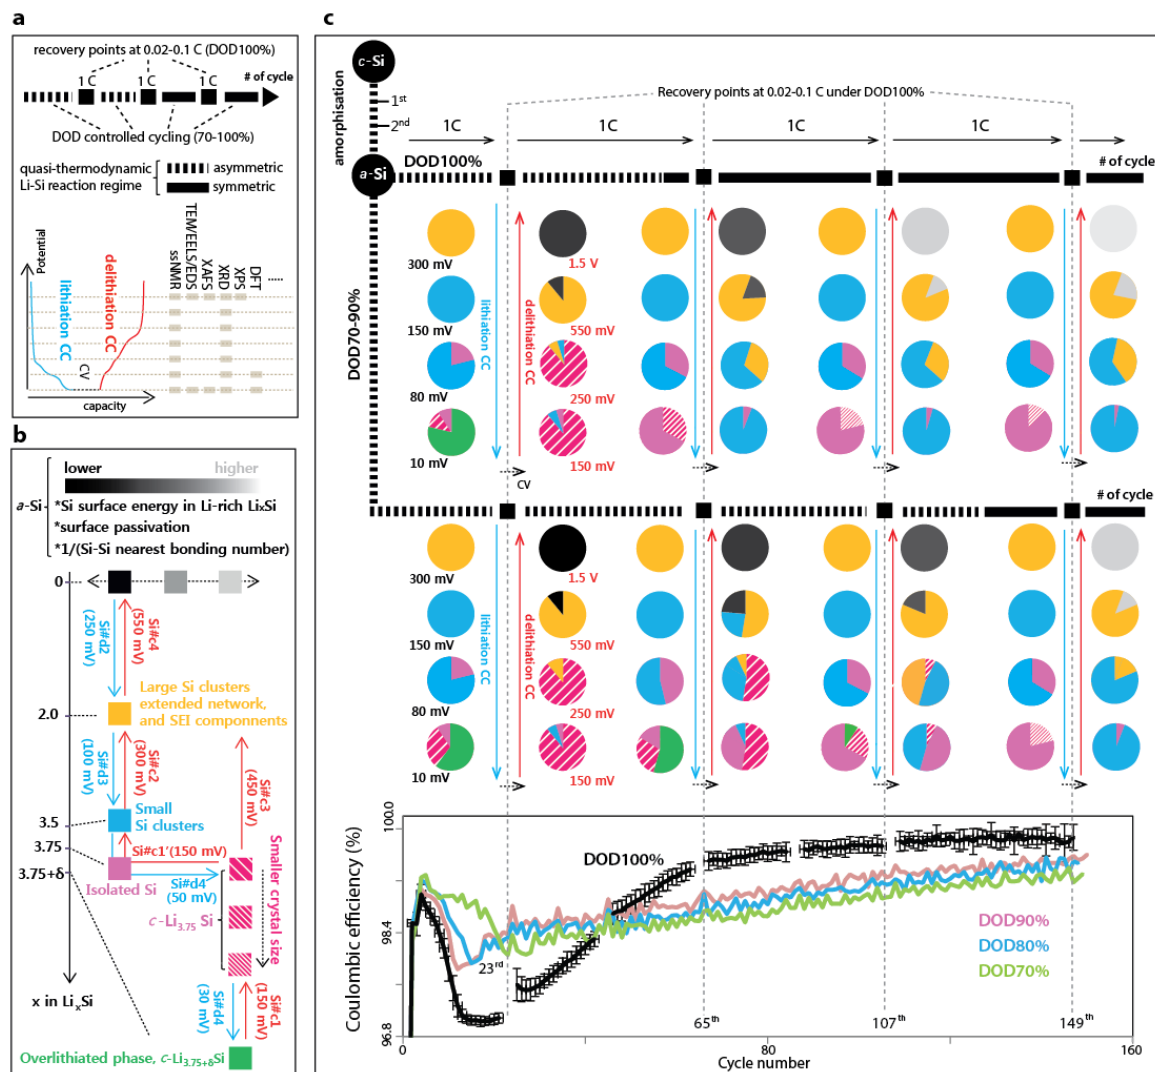 a
recovery points at 0.02-0.1 C (DOD100%)
1 C
1 C
1 C
# of cycle
DOD controlled cycling (70-100%)
quasi-thermodynamic
Li-Si reaction regime
asymmetric
symmetric
Potential
lithiation CC
delithiation CC
CV
capacity
ssNMR
TEM/EELS/EDS
XAFS
XRD
XPS
DFT
.....
b
lower
higher
a-Si
*Si surface energy in Li-rich LixSi
*surface passivation
*1/(Si-Si nearest bonding number)
0
Si#d2
(250 mV)
Si#c4
(550 mV)
Large Si clusters
extended network,
and SEI componnents
2.0
Si#d3
(100 mV)
Si#c2
(300 mV)
Si#c3
(450 mV)
3.5
Small
Si clusters
3.75
Si#c1'(150 mV)
3.75+δ
Isolated Si
Si#d4
(50 mV)
c-Li3.75 Si
Smaller crystal size
x in LixSi
Si#d4
(30 mV)
Si#c1
(150 mV)
Overlithiated phase, c-Li3.75+δSi
c
c-Si
amorphisation
1st
2nd
Recovery points at 0.02-0.1 C under DOD100%
1C
1C
1C
1C
DOD100%
# of cycle
a-Si
300 mV
1.5 V
150 mV
550 mV
80 mV
250 mV
10 mV
150 mV
lithiation CC
delithiation CC
CV
DOD70-90%
# of cycle
300 mV
1.5 V
150 mV
550 mV
80 mV
250 mV
10 mV
150 mV
lithiation CC
delithiation CC
Coulombic efficiency (%)
100.0
98.4
96.8
DOD100%
23rd
DOD90%
DOD80%
DOD70%
65th
107th
149th
0
80
160
Cycle number